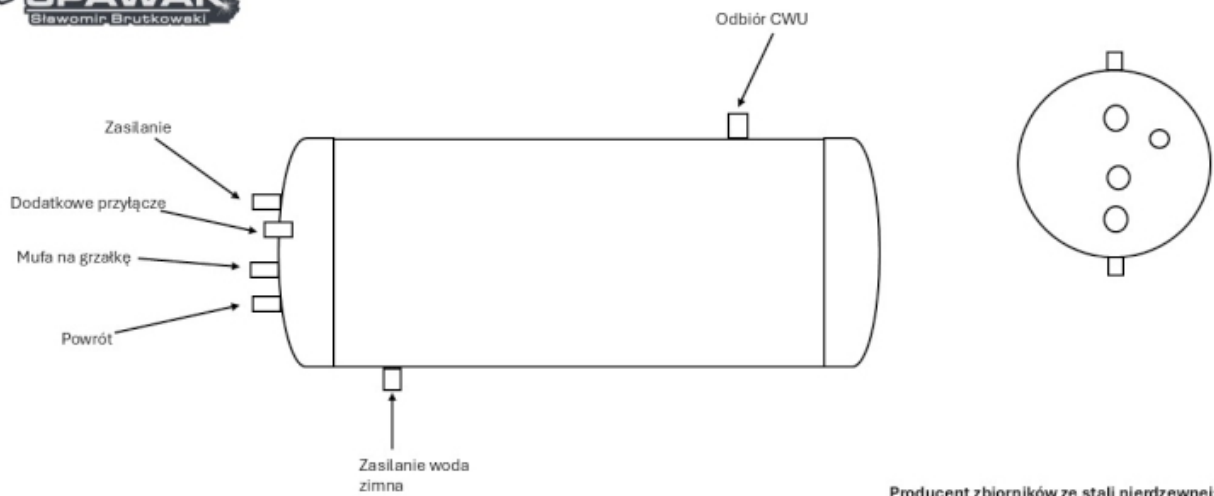 SPAWAK
Sławomir Brutkowski
Odbiór CWU
Zasilanie
Dodatkowe przyłącze
Mufa na grzałkę
Powrót
Zasilanie woda
zimna
Producent zbiorników ze stali nierdzewnej